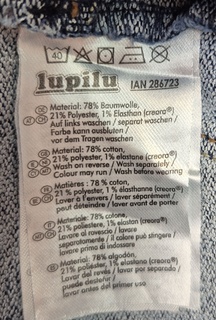 40
lupilu IAN 286723
Material: 78% Baumwolle,
21% Polyester, 1% Elasthan (creora®)
Auf links waschen / separat waschen /
Farbe kann ausbluten /
vor dem Tragen waschen
Material: 78% cotton,
21% polyester, 1% elastane (creora®)
Wash on reverse / Wash separately /
Colour may run / Wash before wearing
Matières : 78% coton,
21% polyester, 1% élasthanne (creora®)
Laver à l'envers / laver séparément /
peut déteindre / laver avant de porter
Materiale: 78% cotone,
21% poliestere, 1% elastan (creora®)
Lavare a rovescio / lavare
separatamente / il colore può stingere /
lavare prima di indossare
Material: 78% algodón,
21% poliéster, 1% elastano (creora®)
Lavar del revés / lavar por separado /
Puede desteñir /
lavar antes del primer uso